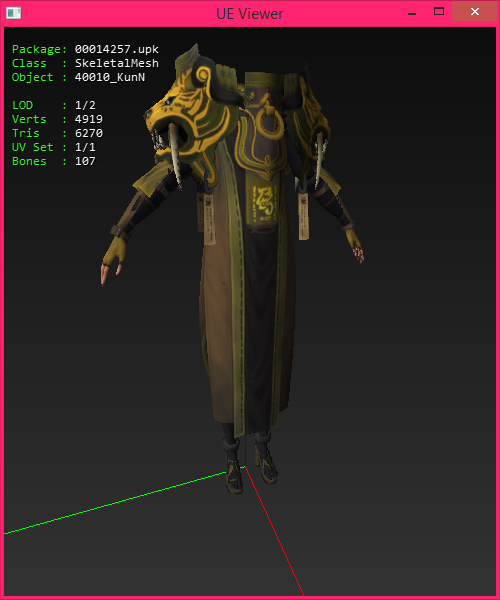 UE Viewer
Package: 00014257.upk
Class : SkeletalMesh
Object : 40010_KunN
LOD : 1/2
Verts : 4919
Tris : 6270
UV Set : 1/1
Bones : 107